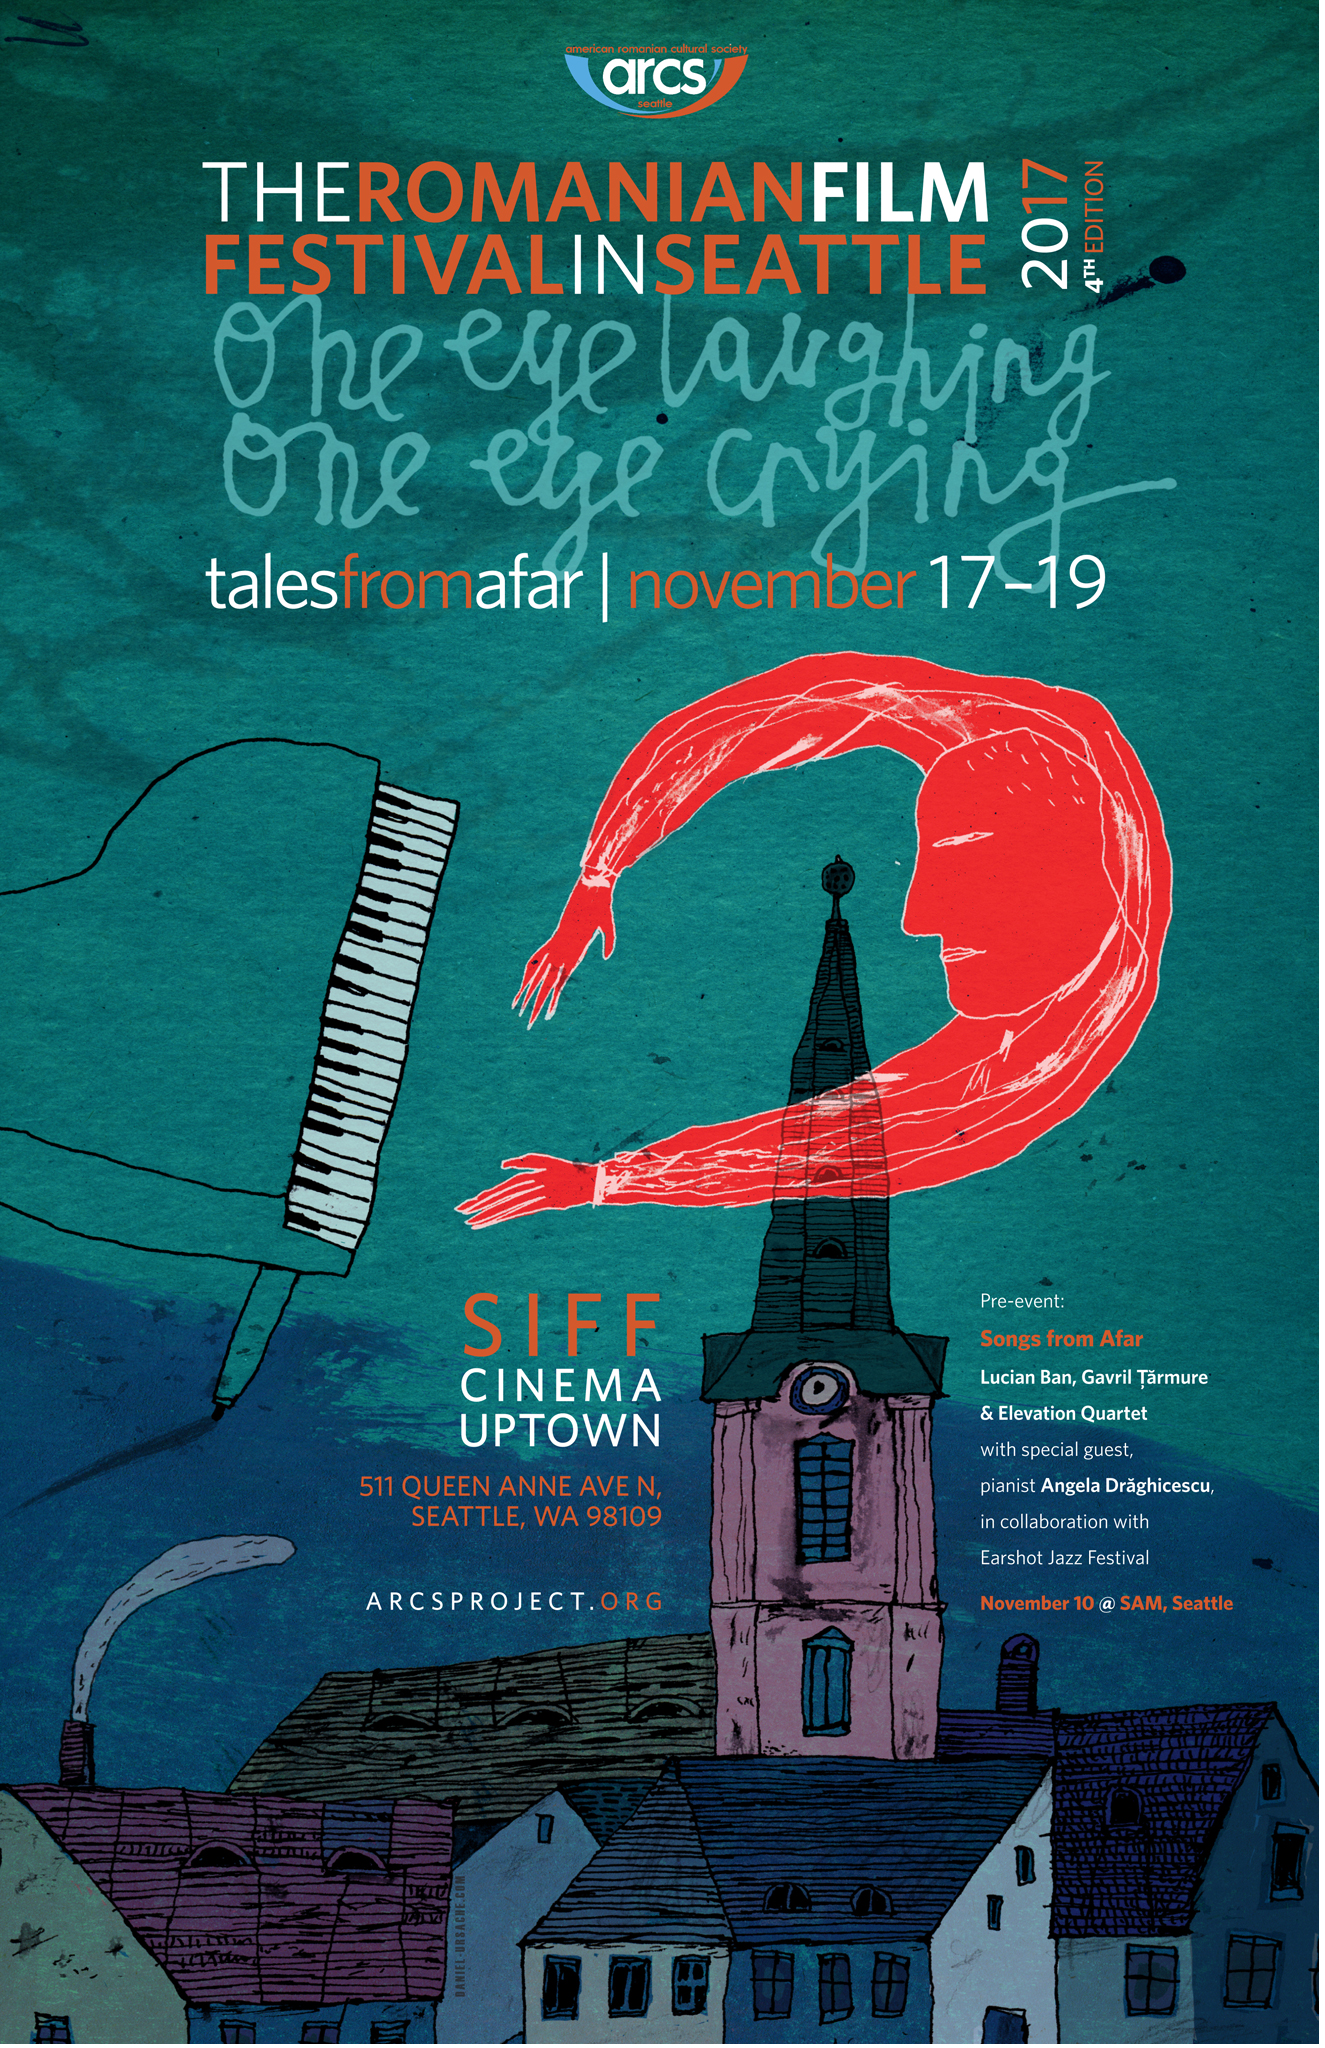 american romanian cultural society
arcs
seattle
THEROMANIANFILM
FESTIVALINSEATTLE
2017
4TH EDITION
One eye laughing
One eye crying
talesfromafar | november 17–19
SIFF
CINEMA
UPTOWN
511 QUEEN ANNE AVE N,
SEATTLE, WA 98109
ARCSPROJECT.ORG
Pre-event:
Songs from Afar
Lucian Ban, Gavril Țărmure
& Elevation Quartet
with special guest,
pianist Angela Drăghicescu,
in collaboration with
Earshot Jazz Festival
November 10 @ SAM, Seattle
DANIEL-URSACHE.COM